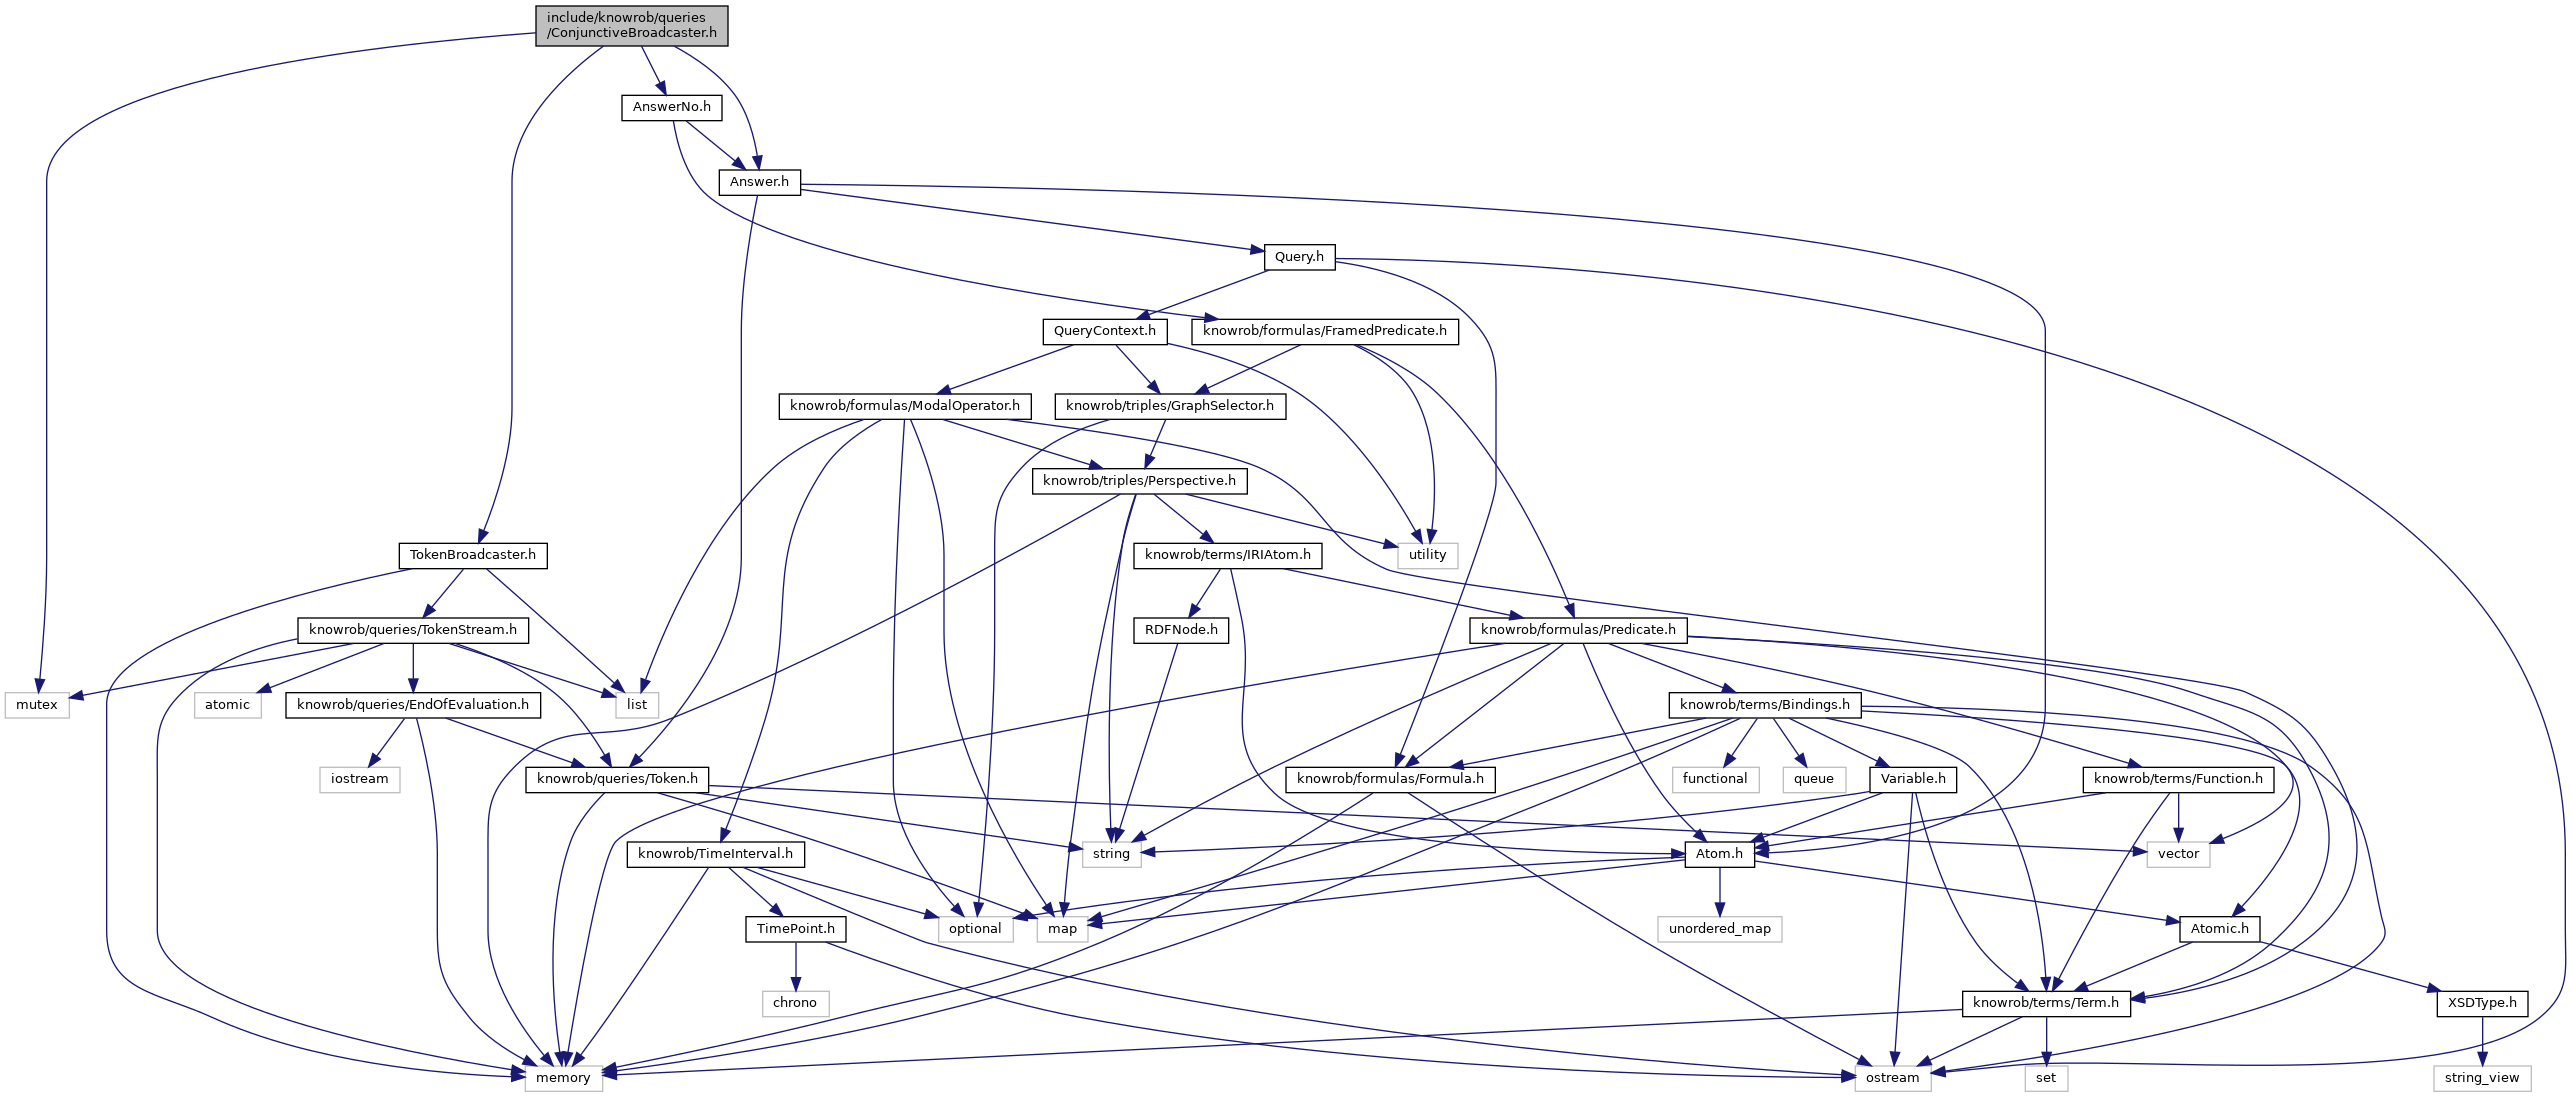 include/knowrob/queries
/ConjunctiveBroadcaster.h
AnswerNo.h
Answer.h
Query.h
QueryContext.h
knowrob/formulas/FramedPredicate.h
knowrob/formulas/ModalOperator.h
knowrob/triples/GraphSelector.h
knowrob/triples/Perspective.h
TokenBroadcaster.h
knowrob/terms/IRIAtom.h
utility
knowrob/queries/TokenStream.h
RDFNode.h
knowrob/formulas/Predicate.h
mutex
atomic
knowrob/queries/EndOfEvaluation.h
list
knowrob/terms/Bindings.h
iostream
knowrob/queries/Token.h
knowrob/formulas/Formula.h
functional
queue
Variable.h
knowrob/terms/Function.h
knowrob/TimeInterval.h
string
Atom.h
vector
TimePoint.h
optional
map
unordered_map
Atomic.h
chrono
knowrob/terms/Term.h
XSDType.h
memory
ostream
set
string_view